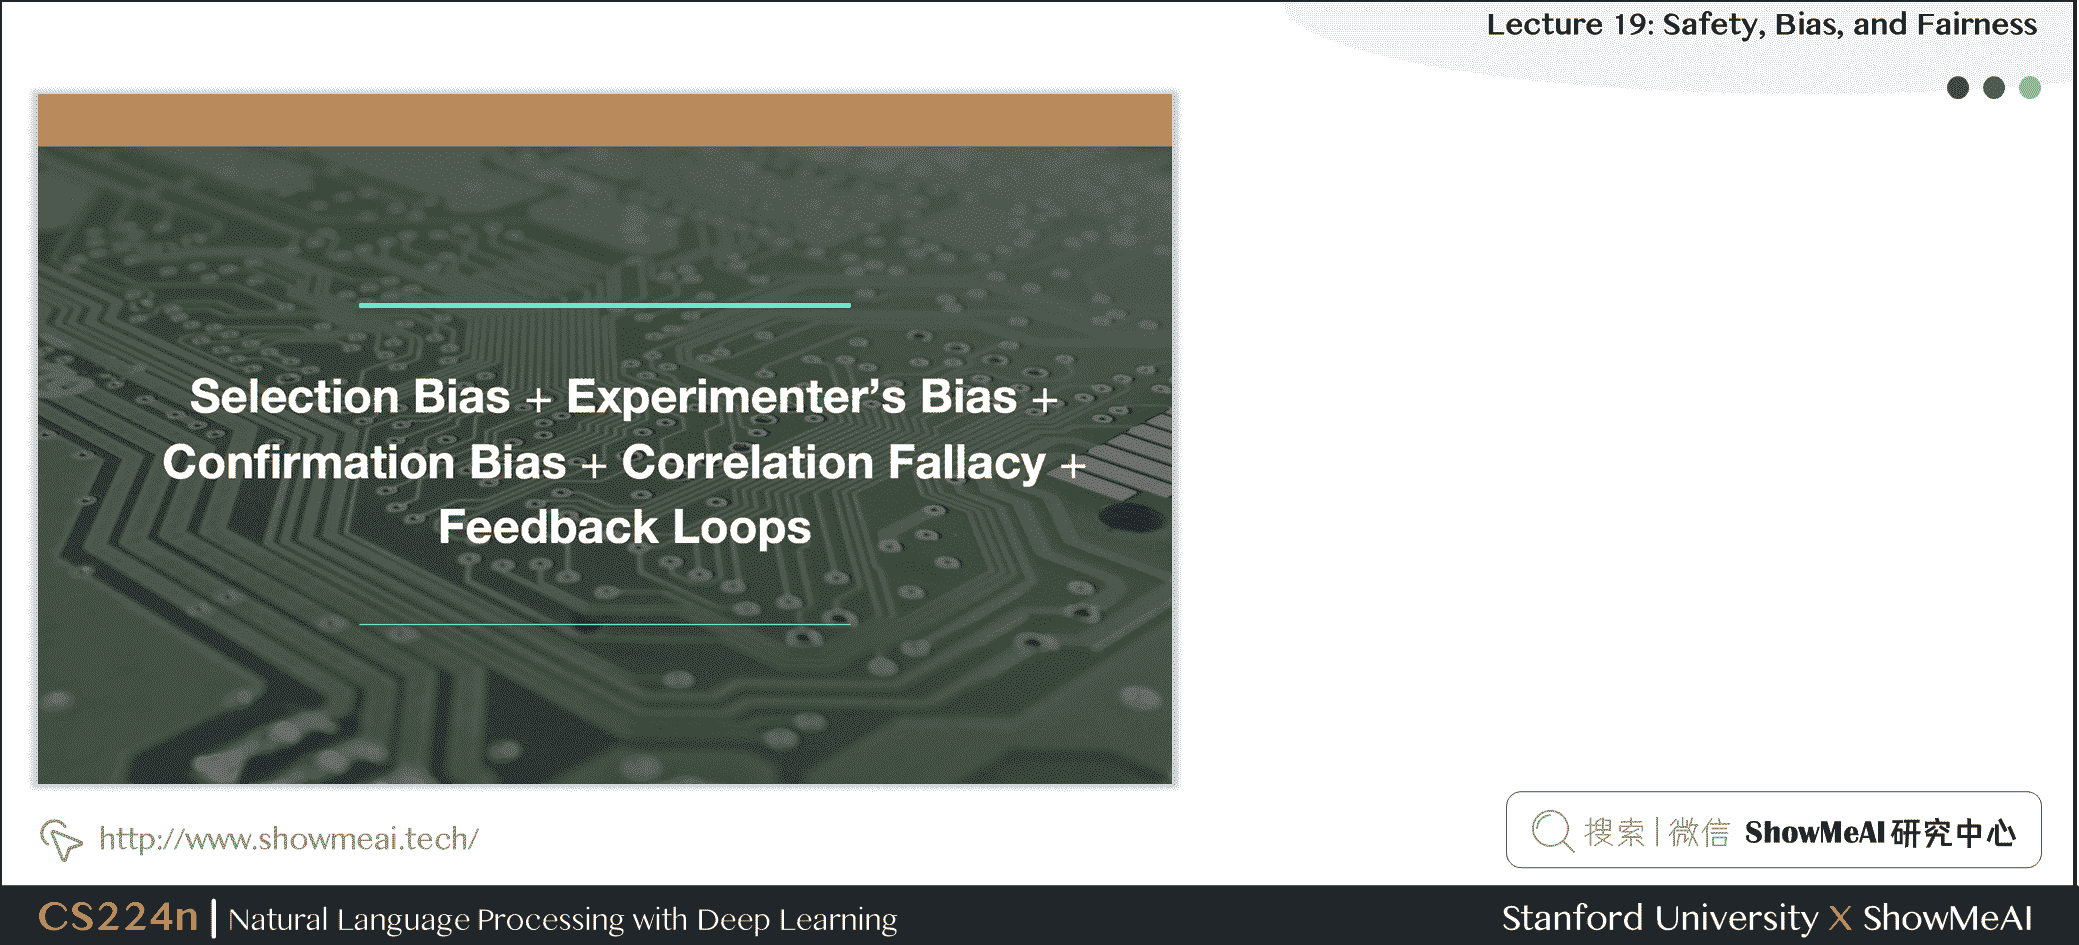 Lecture 19: Safety, Bias, and Fairness
Selection Bias + Experimenter’s Bias +
Confirmation Bias + Correlation Fallacy +
Feedback Loops
http://www.showmeai.tech/
搜索 | 微信 ShowMeAI 研究中心
CS224n | Natural Language Processing with Deep Learning
Stanford University X ShowMeAI